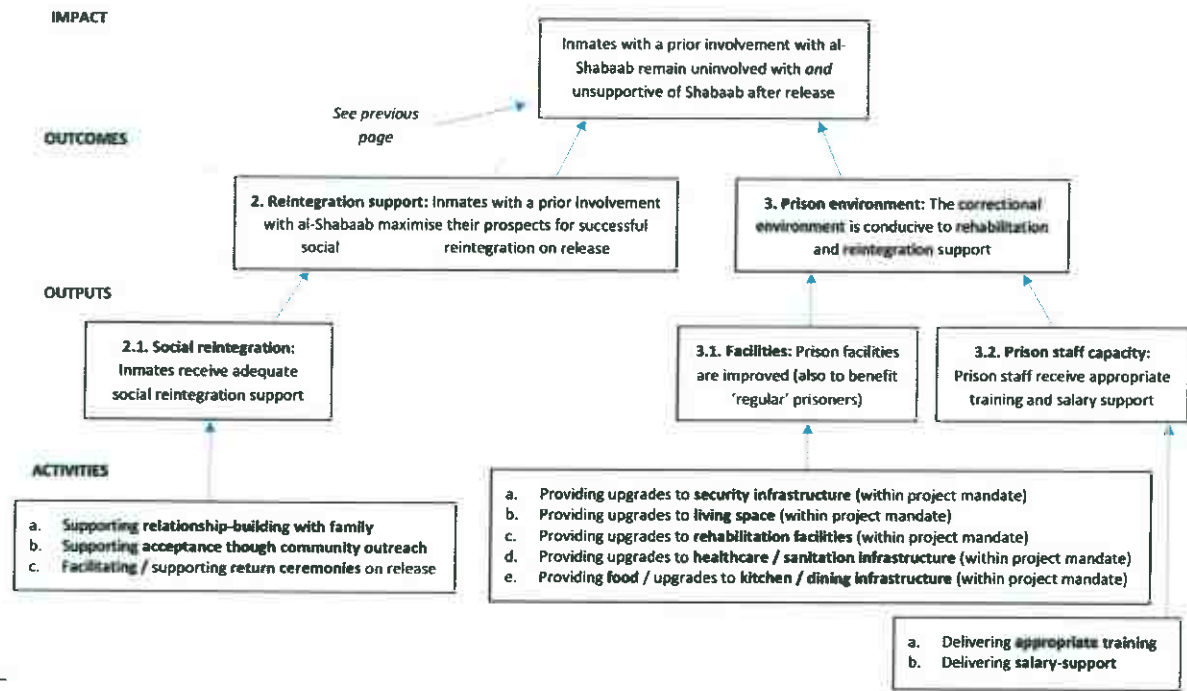 IMPACT
Inmates with a prior involvement with al-
Shabaab remain uninvolved with and
unsupportive of Shabaab after release
See previous
page
OUTCOMES
2. Reintegration support: Inmates with a prior involvement
with al-Shabaab maximise their prospects for successful
social reintegration on release
3. Prison environment: The correctional
environment is conducive to rehabilitation
and reintegration support
OUTPUTS
2.1. Social reintegration:
Inmates receive adequate
social reintegration support
3.1. Facilities: Prison facilities
are improved (also to benefit
‘regular’ prisoners)
3.2. Prison staff capacity:
Prison staff receive appropriate
training and salary support
ACTIVITIES
a. Supporting relationship-building with family
b. Supporting acceptance though community outreach
c. Facilitating / supporting return ceremonies on release
a. Providing upgrades to security infrastructure (within project mandate)
b. Providing upgrades to living space (within project mandate)
c. Providing upgrades to rehabilitation facilities (within project mandate)
d. Providing upgrades to healthcare / sanitation infrastructure (within project mandate)
e. Providing food / upgrades to kitchen / dining infrastructure (within project mandate)
a. Delivering appropriate training
b. Delivering salary-support